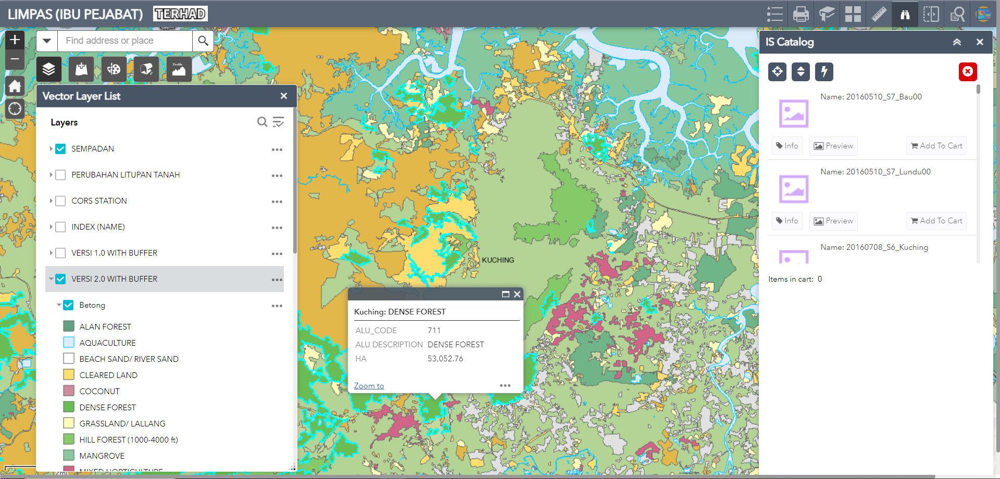 LIMPAS (IBU PEJABAT) TERHAD
Find address or place
Profile
Vector Layer List
Layers
SEMPADAN
PERUBAHAN LITUPAN TANAH
CORS STATION
INDEX (NAME)
VERSI 1.0 WITH BUFFER
VERSI 2.0 WITH BUFFER
Betong
ALAN FOREST
AQUACULTURE
BEACH SAND/ RIVER SAND
CLEARED LAND
COCONUT
DENSE FOREST
GRASSLAND/ LALLANG
HILL FOREST (1000-4000 ft)
MANGROVE
MIXED HORTICULTURE
KUCHING
Kuching: DENSE FOREST
ALU_CODE 711
ALU DESCRIPTION DENSE FOREST
HA 53,052.76
Zoom to
IS Catalog
Name: 20160510_S7_Bau00
Info Preview Add To Cart
Name: 20160510_S7_Lundu00
Info Preview Add To Cart
Name: 20160708_S6_Kuching
Items in cart: 0